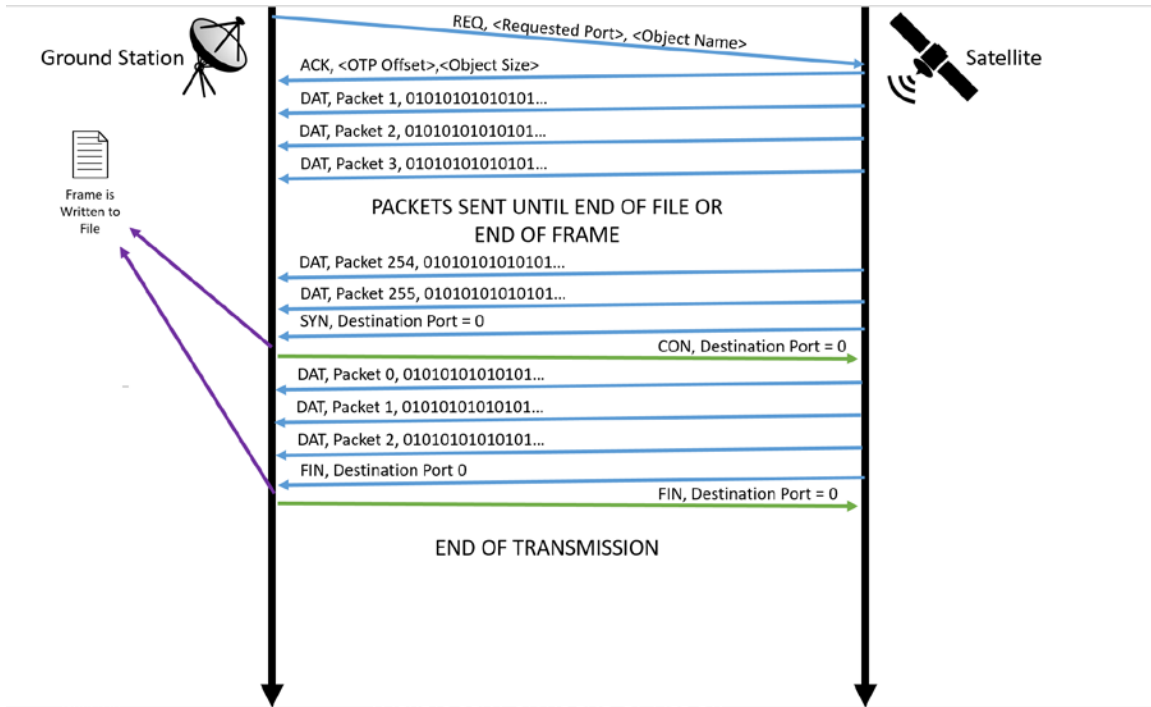 REQ, <Requested Port>, <Object Name>
Ground Station
Satellite
ACK, <OTP Offset>,<Object Size>
DAT, Packet 1, 01010101010101...
DAT, Packet 2, 01010101010101...
DAT, Packet 3, 01010101010101...
Frame is
Written to
File
PACKETS SENT UNTIL END OF FILE OR
END OF FRAME
DAT, Packet 254, 01010101010101...
DAT, Packet 255, 01010101010101...
SYN, Destination Port = 0
CON, Destination Port = 0
DAT, Packet 0, 01010101010101...
DAT, Packet 1, 01010101010101...
DAT, Packet 2, 01010101010101...
FIN, Destination Port 0
FIN, Destination Port = 0
END OF TRANSMISSION